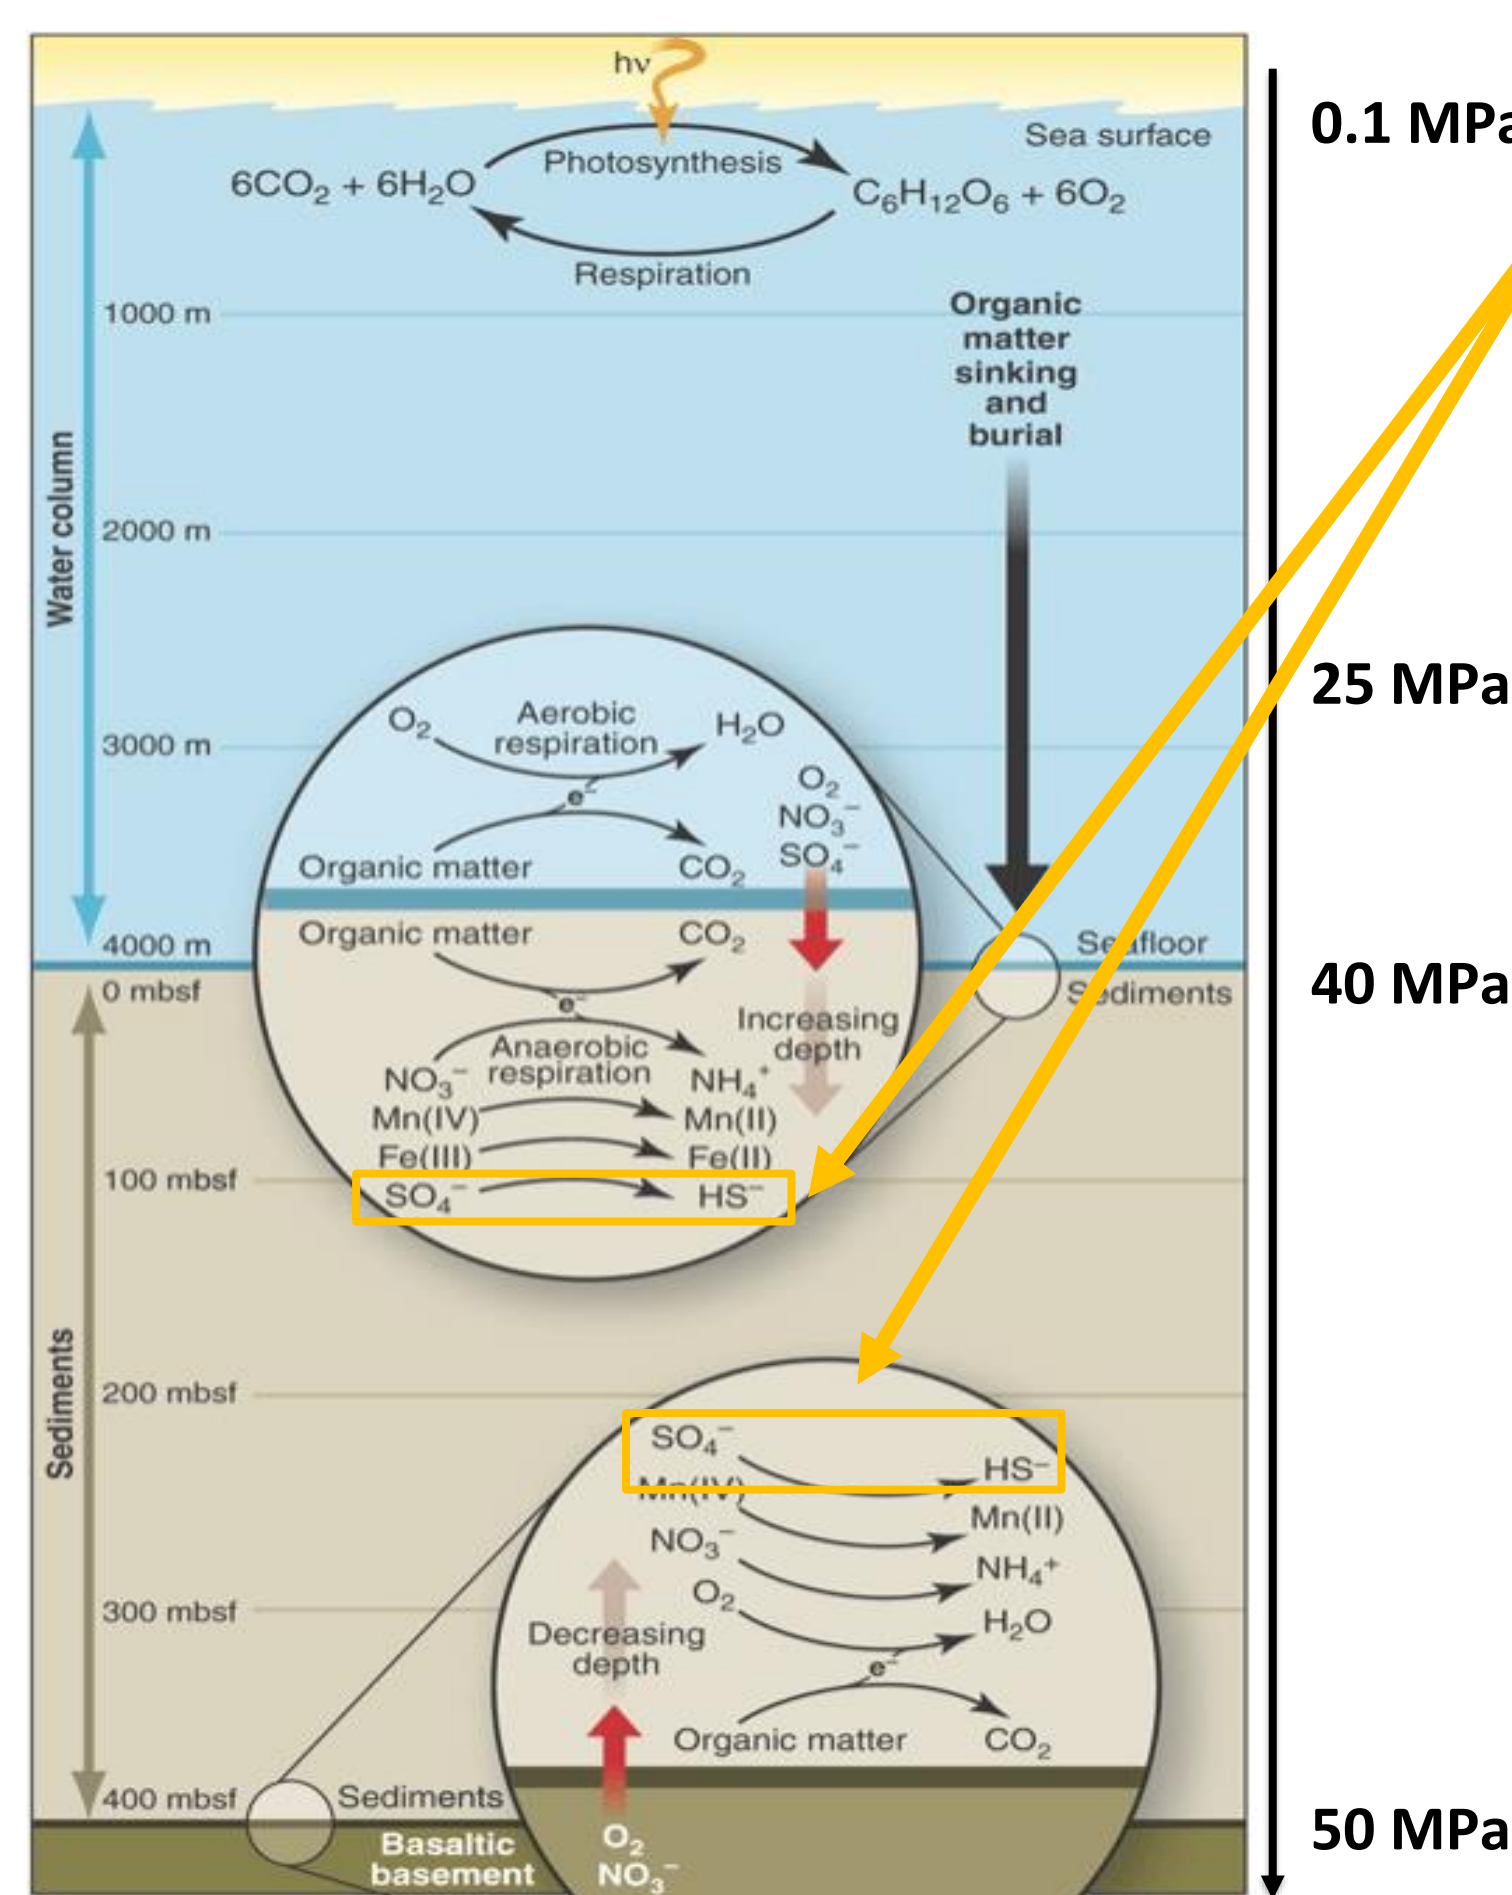 hν
0.1 MPa
Sea surface
Photosynthesis
6CO₂ + 6H₂O
C₆H₁₂O₆ + 6O₂
Respiration
1000 m
Organic
matter
sinking
and
burial
Water column
2000 m
25 MPa
3000 m
O₂
Aerobic
respiration
H₂O
e⁻
Organic matter
CO₂
O₂
NO₃⁻
SO₄⁻
Organic matter
CO₂
e⁻
Anaerobic
respiration
NO₃⁻
NH₄⁺
Mn(IV)
Mn(II)
Fe(III)
Fe(II)
SO₄⁻
HS⁻
Increasing
depth
4000 m
Seafloor
0 mbsf
Sediments
40 MPa
100 mbsf
Sediments
200 mbsf
SO₄⁻
HS⁻
Mn(IV)
Mn(II)
NO₃⁻
NH₄⁺
O₂
H₂O
e⁻
Organic matter
CO₂
Decreasing
depth
300 mbsf
400 mbsf
Sediments
Basaltic
basement
O₂
NO₃⁻
50 MPa